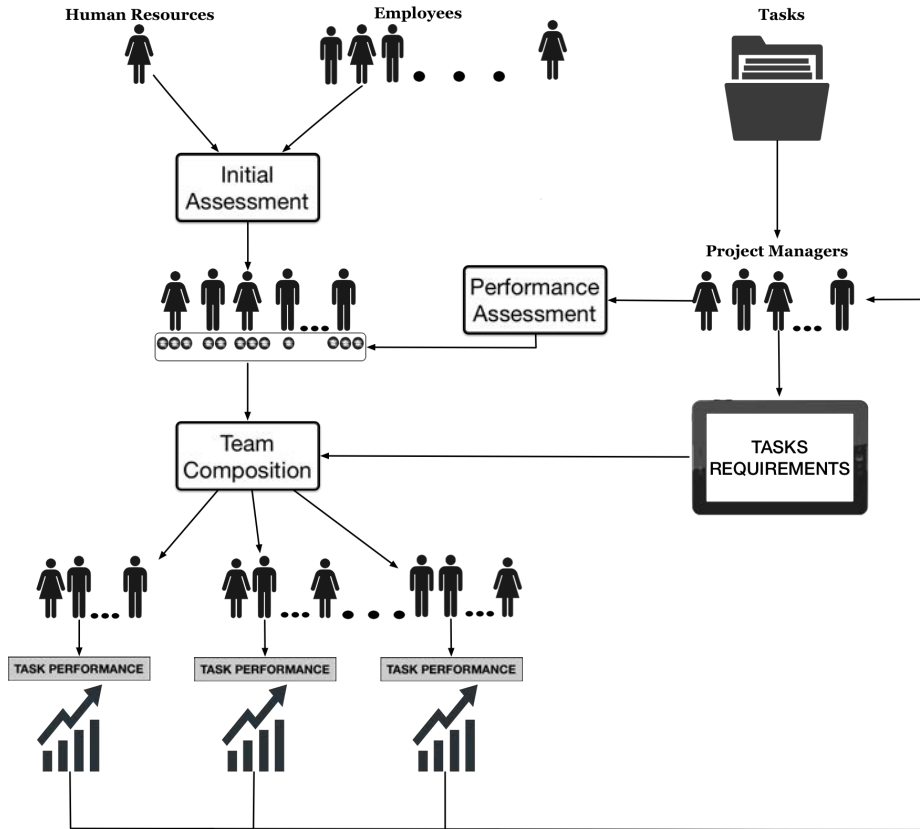 Human Resources
Employees
Tasks
Initial
Assessment
Project Managers
Performance
Assessment
Team
Composition
TASKS
REQUIREMENTS
TASK PERFORMANCE
TASK PERFORMANCE
TASK PERFORMANCE